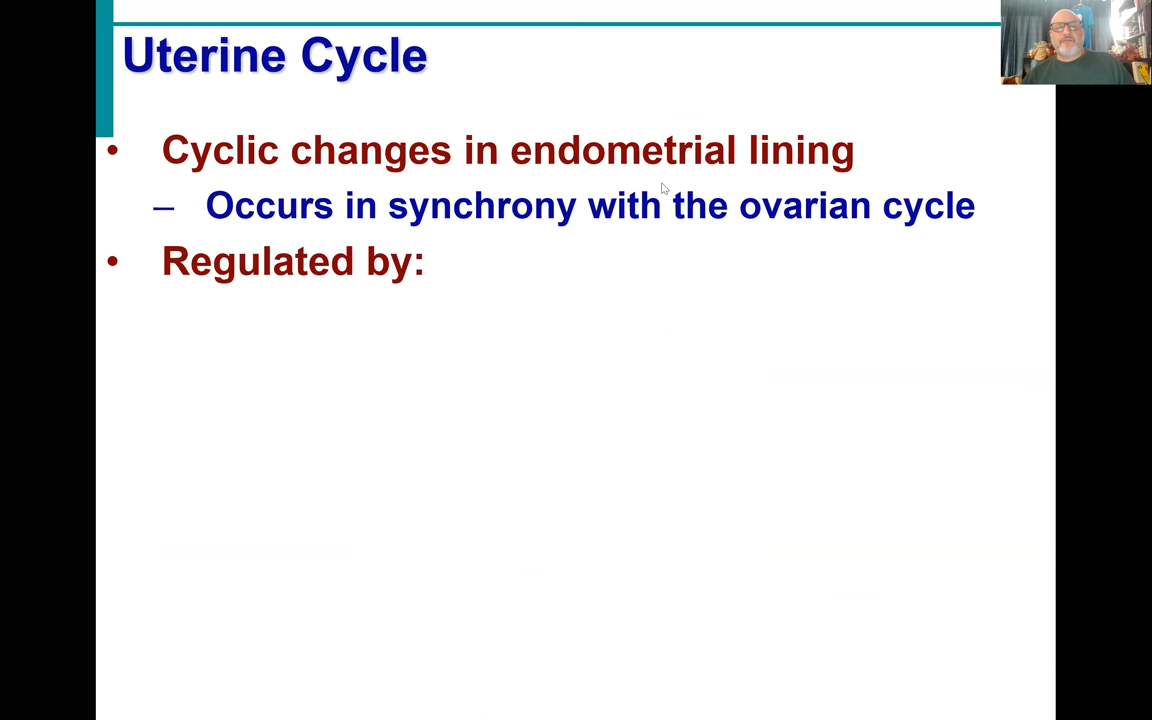 Uterine Cycle
• Cyclic changes in endometrial lining
– Occurs in synchrony with the ovarian cycle
• Regulated by: